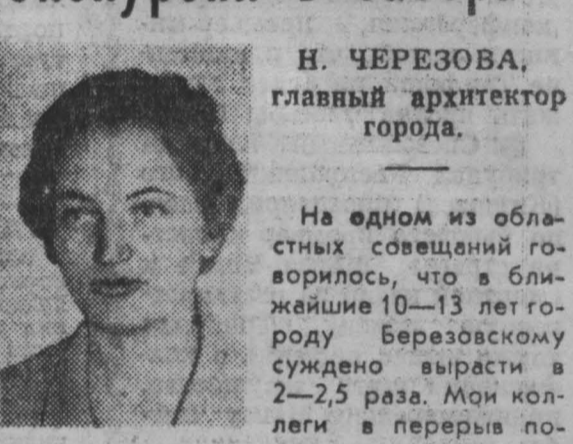 Н. ЧЕРЕЗОВА,
главный архитектор
города.
На одном из обла-
стных совещаний го-
ворилось, что в бли-
жайшие 10—13 лет го-
роду Березовскому
суждено вырасти в
2—2,5 раза. Мои кол-
леги в перерыв по-